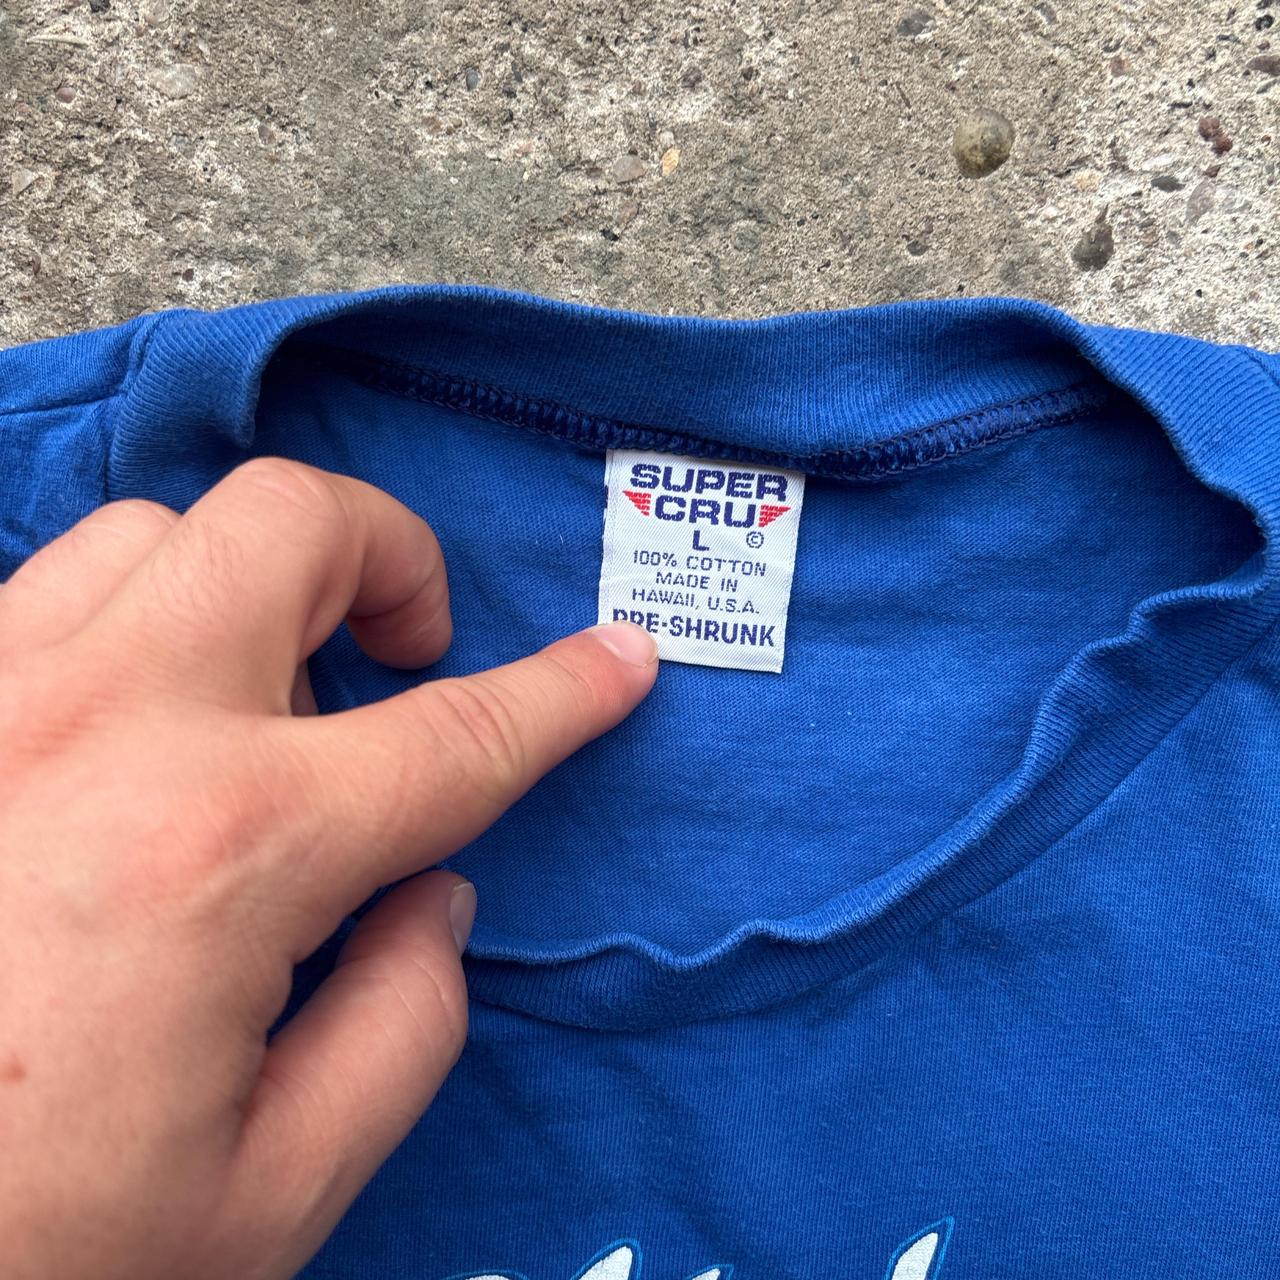 SUPER
CRU
L ©
100% COTTON
MADE IN
HAWAII, U.S.A.
PRE-SHRUNK